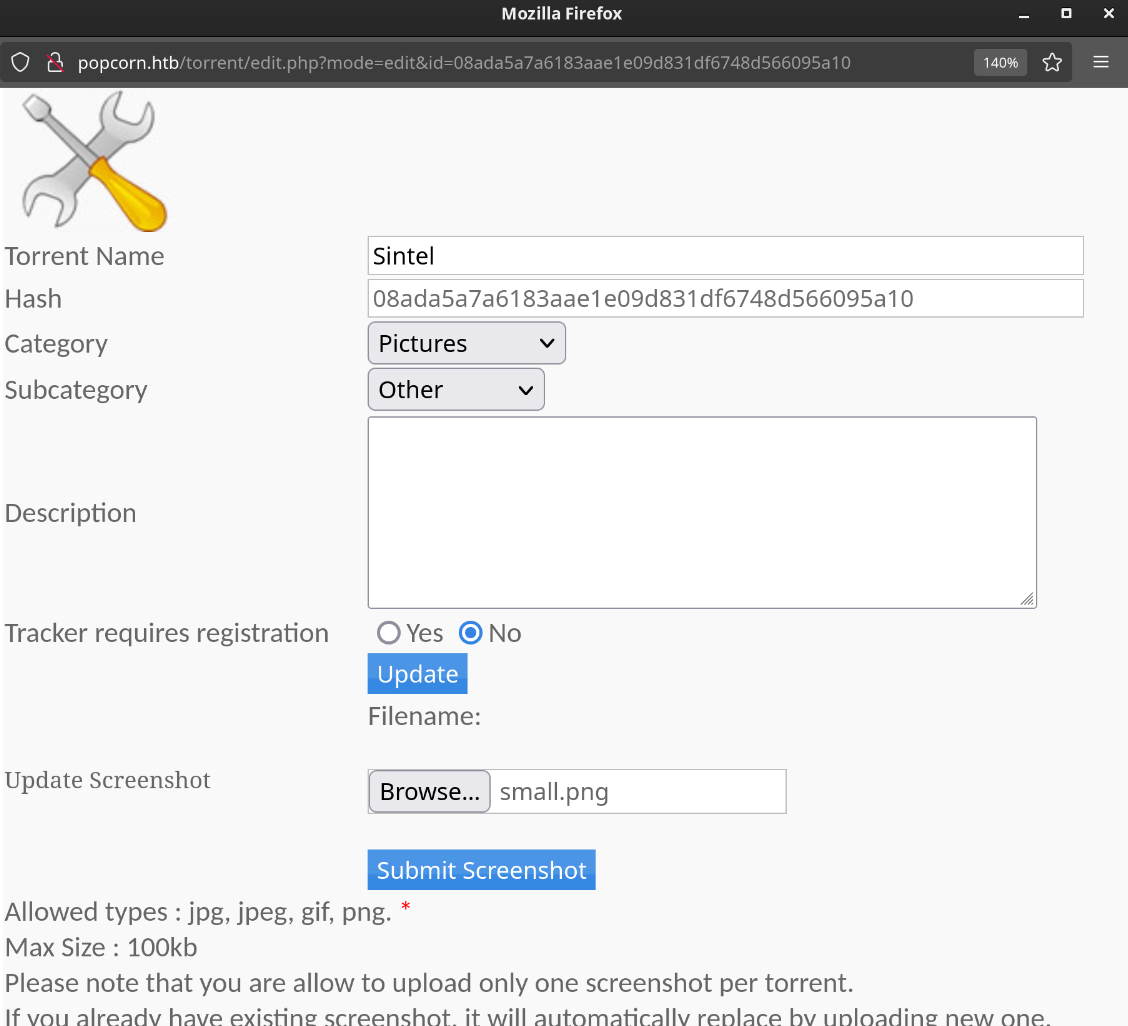 Mozilla Firefox
popcorn.htb/torrent/edit.php?mode=edit&id=08ada5a7a6183aae1e09d831df6748d566095a10 140%
Torrent Name Sintel
Hash 08ada5a7a6183aae1e09d831df6748d566095a10
Category Pictures
Subcategory Other
Description
Tracker requires registration Yes No
Update
Filename:
Update Screenshot Browse... small.png
Submit Screenshot
Allowed types : jpg, jpeg, gif, png. *
Max Size : 100kb
Please note that you are allow to upload only one screenshot per torrent.
If you already have existing screenshot, it will automatically replace by uploading new one.